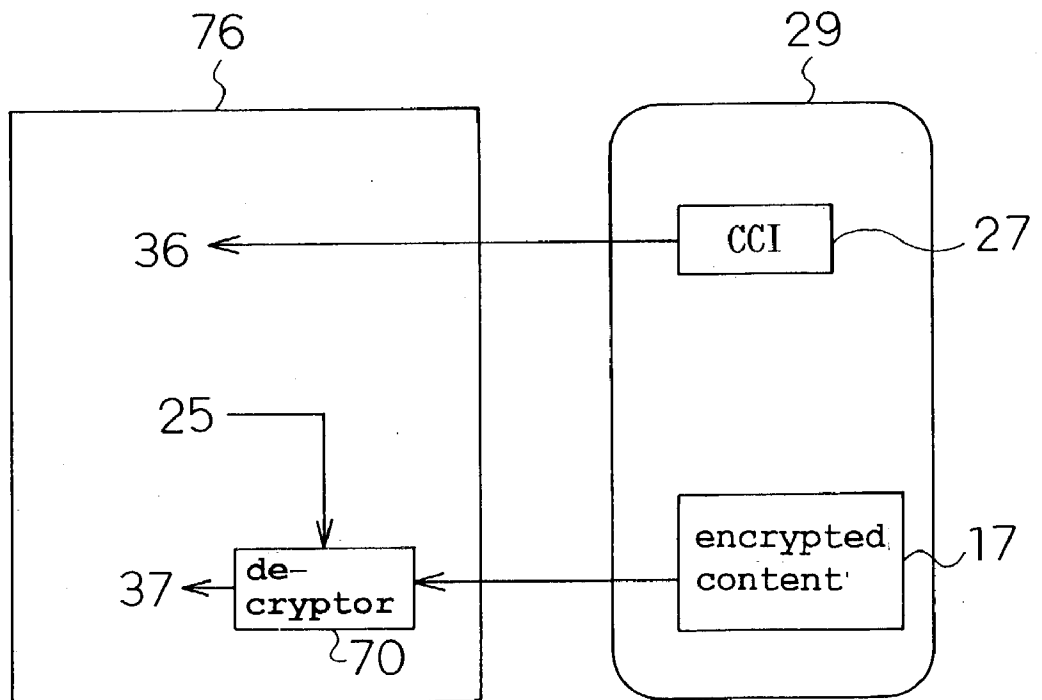 76
29
36
CCI
27
25
encrypted
content
17
de-
cryptor
37
70